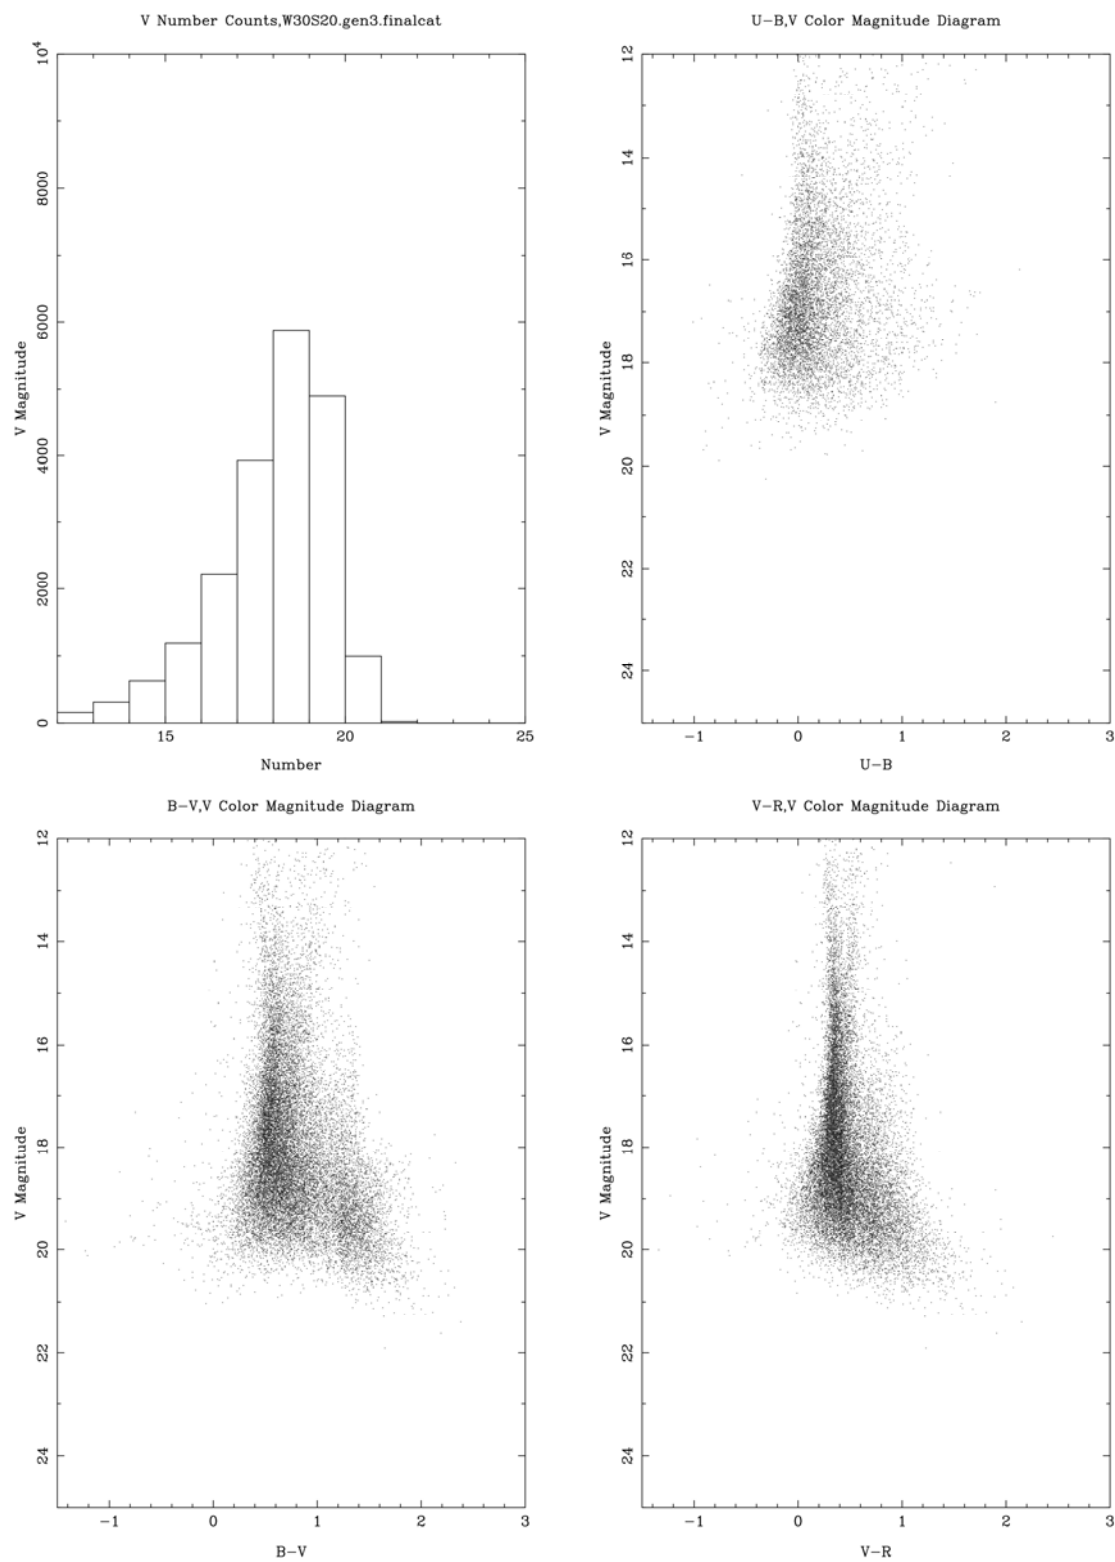 V Number Counts,W30S20.gen3.finalcat
V Magnitude
10^4
8000
6000
4000
2000
0
15 20 25
Number
U-B,V Color Magnitude Diagram
V Magnitude
12
14
16
18
20
22
24
-1 0 1 2 3
U-B
B-V,V Color Magnitude Diagram
V Magnitude
12
14
16
18
20
22
24
-1 0 1 2 3
B-V
V-R,V Color Magnitude Diagram
V Magnitude
12
14
16
18
20
22
24
-1 0 1 2 3
V-R